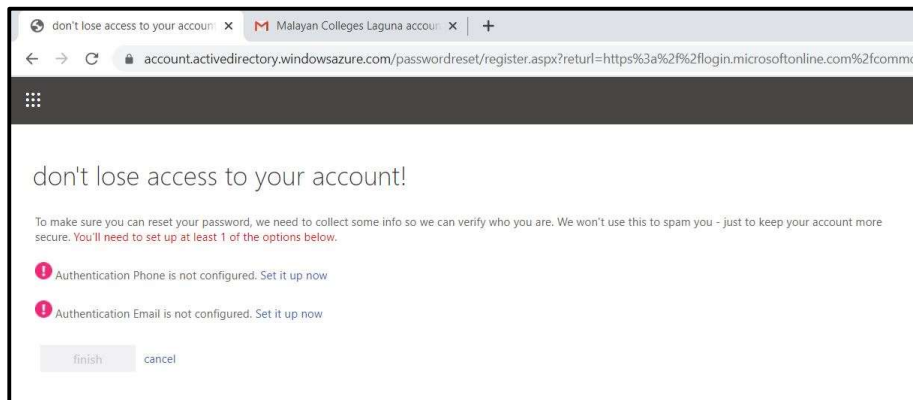 don't lose access to your accoun
Malayan Colleges Laguna accoun
account.activedirectory.windowsazure.com/passwordreset/register.aspx?returl=https%3a%2f%2flogin.microsoftonline.com%2fcommo
don't lose access to your account!
To make sure you can reset your password, we need to collect some info so we can verify who you are. We won't use this to spam you - just to keep your account more
secure. You'll need to set up at least 1 of the options below.
Authentication Phone is not configured. Set it up now
Authentication Email is not configured. Set it up now
finish cancel